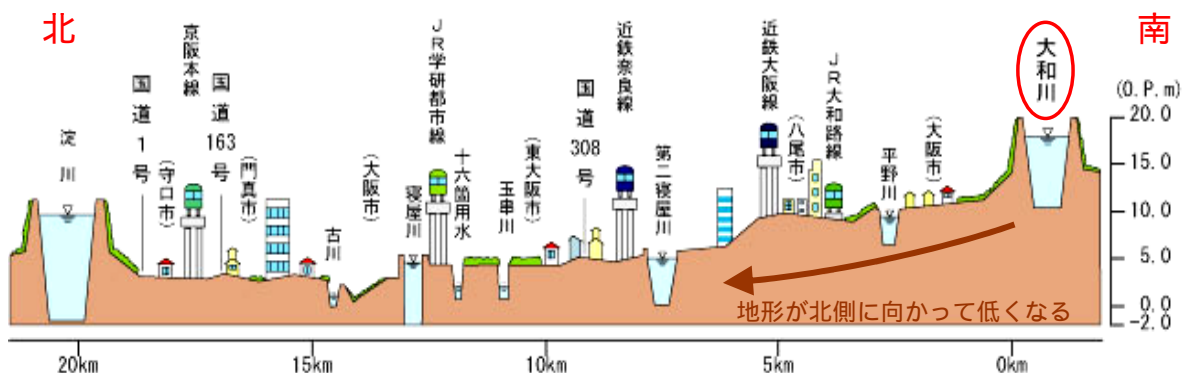 北
南
淀川
国道1号
(守口市)
京阪本線
国道163号
(門真市)
(大阪市)
古川
寝屋川
JR学研都市線
十六箇用水
玉串川
(東大阪市)
国道308号
近鉄奈良線
第二寝屋川
近鉄大阪線
(八尾市)
JR大和路線
平野川
(大阪市)
大和川
(O.P.m)
20.0
15.0
10.0
5.0
0.0
-2.0
地形が北側に向かって低くなる
20km
15km
10km
5km
0km